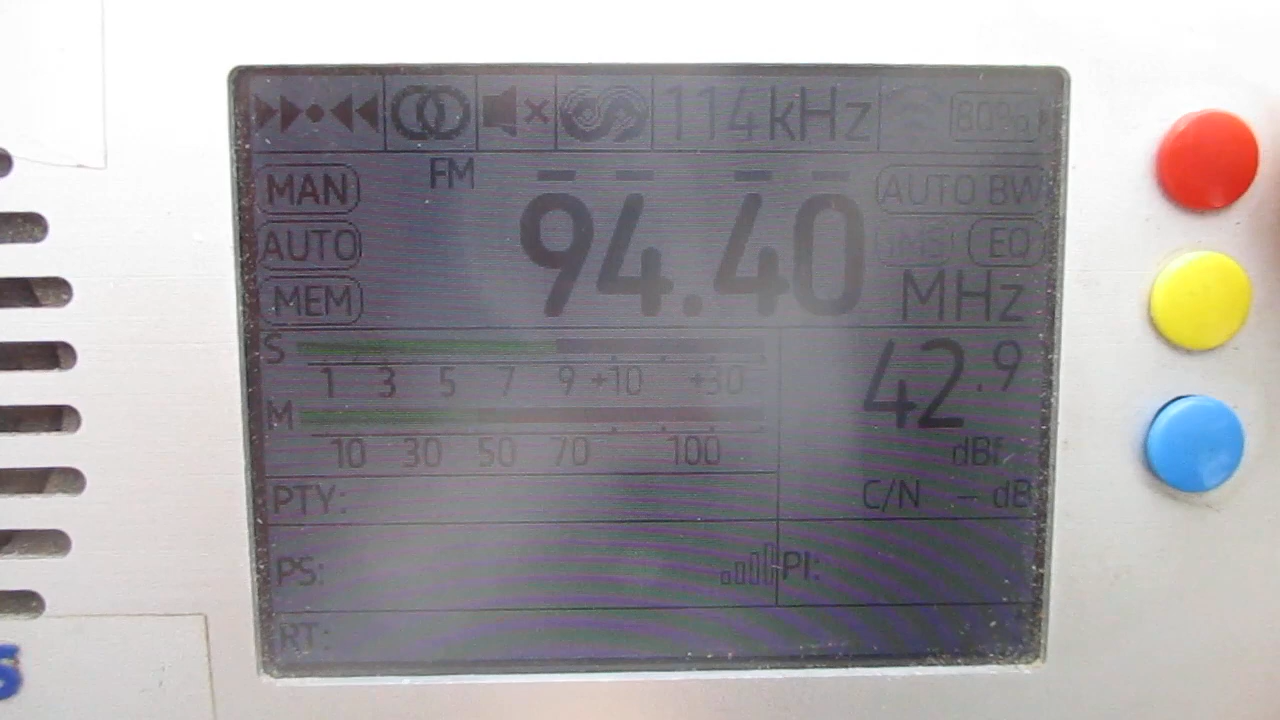 114kHz 80%
MAN FM 94.40 AUTO BW
AUTO iMS EQ
MEM MHz
S
1 3 5 7 9 +10 +30 42.9
M
10 30 50 70 100 dBf
PTY: C/N – dB
PS: PI:
RT:
S